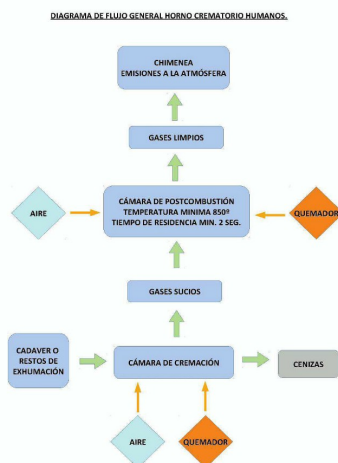 DIAGRAMA DE FLUJO GENERAL HORNO CREMATORIO HUMANOS.
CHIMENEA
EMISIONES A LA ATMÓSFERA
GASES LIMPIOS
AIRE
CÁMARA DE POSTCOMBUSTIÓN
TEMPERATURA MINIMA 850º
TIEMPO DE RESIDENCIA MIN. 2 SEG.
QUEMADOR
GASES SUCIOS
CADAVER O
RESTOS DE
EXHUMACIÓN
CÁMARA DE CREMACIÓN
CENIZAS
AIRE
QUEMADOR